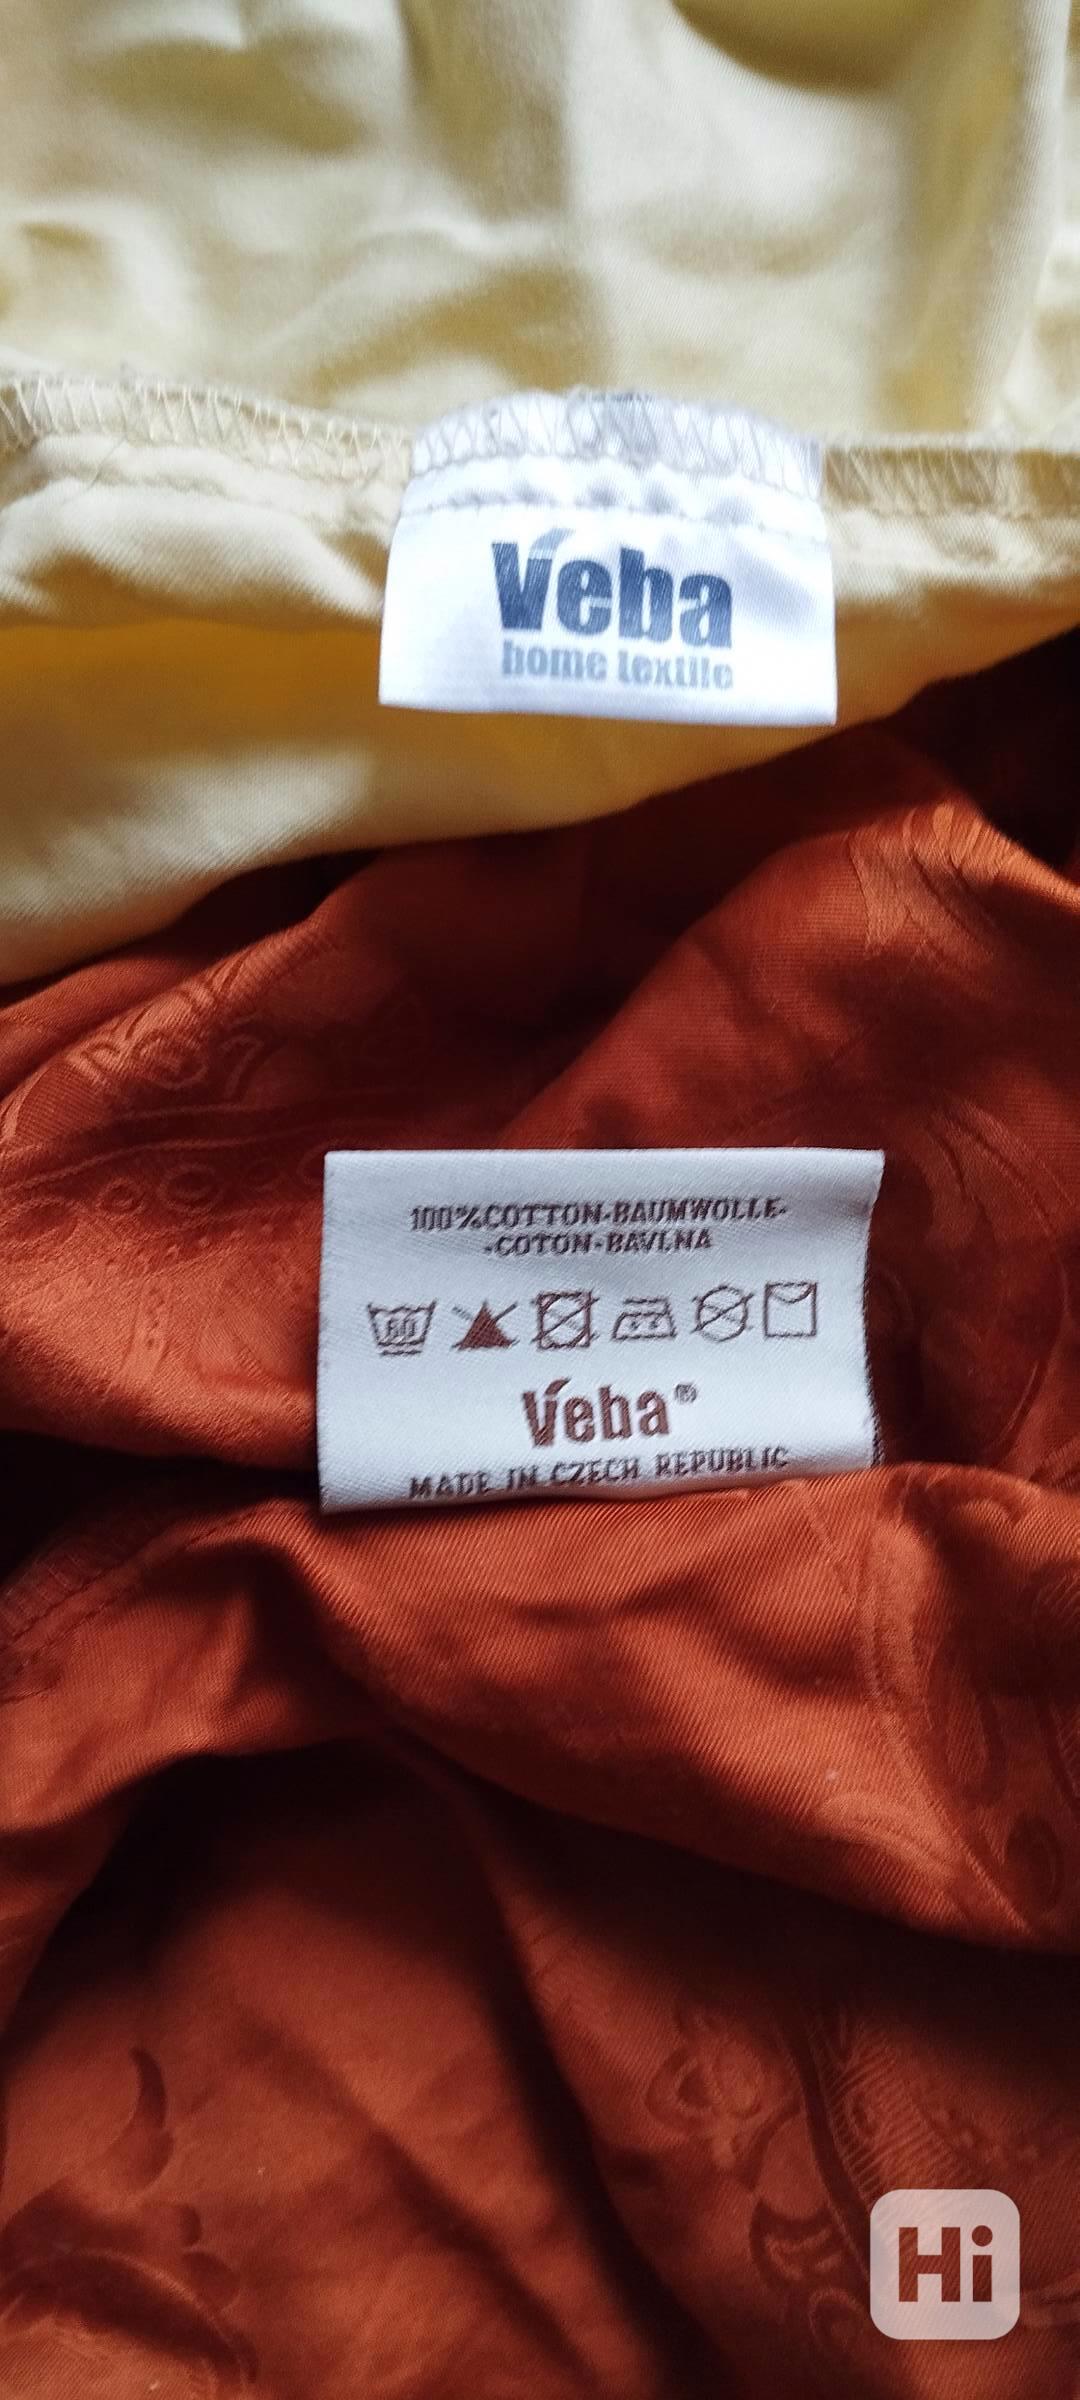 Veba
home textile
100%COTTON-BAUMWOLLE-
-COTON-BAVLNA
60
Veba®
MADE IN CZECH REPUBLIC
Hi